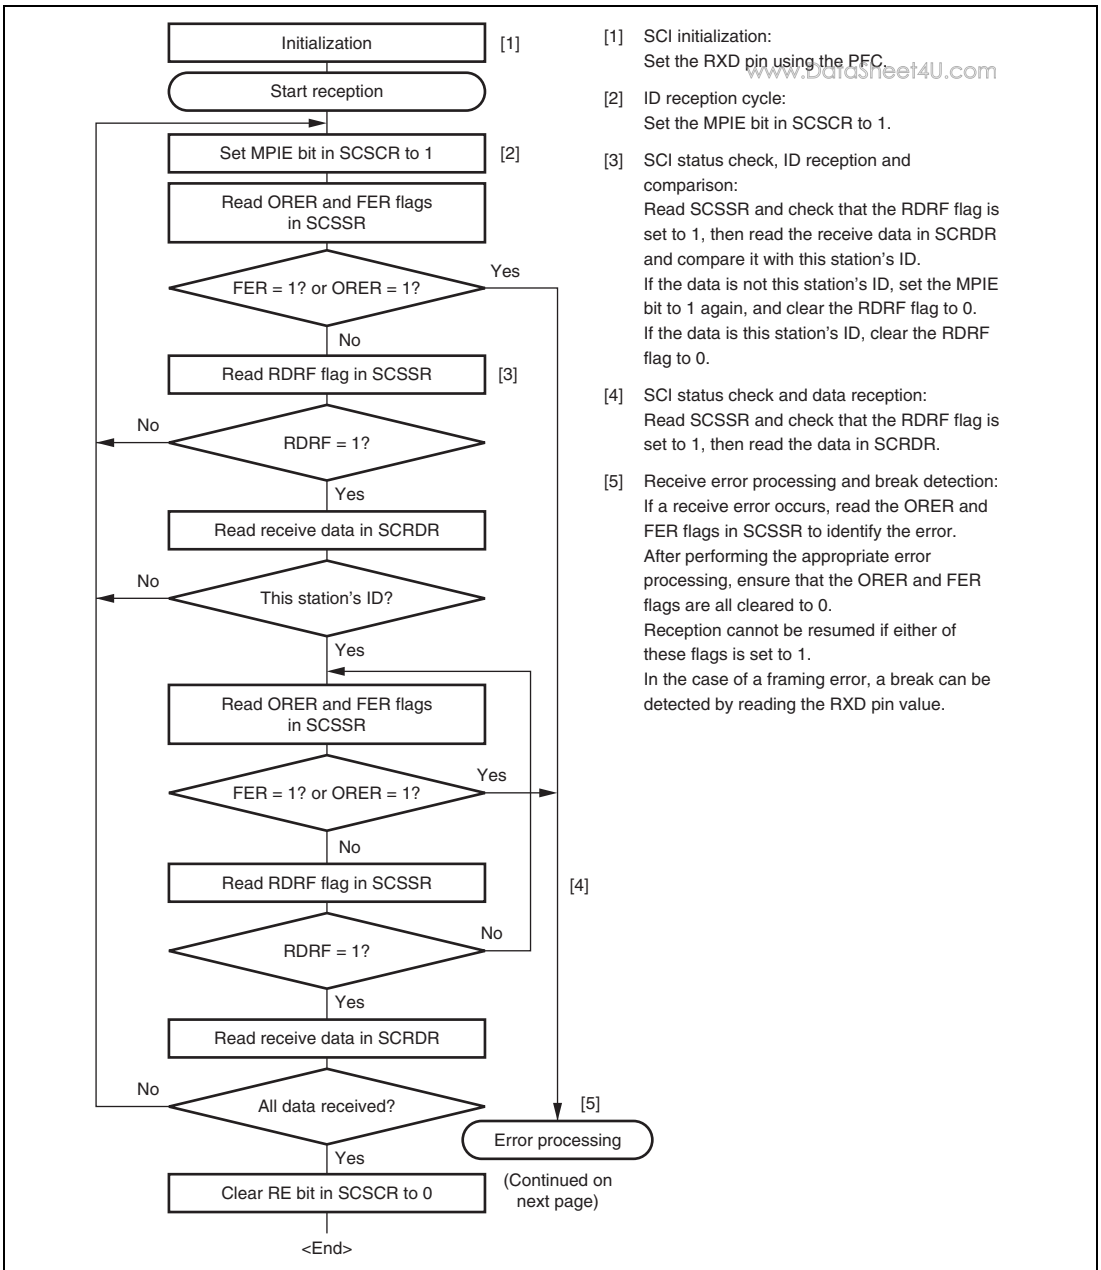 Initialization
[1]
Start reception
Set MPIE bit in SCSCR to 1
[2]
Read ORER and FER flags
in SCSSR
FER = 1? or ORER = 1?
Yes
No
Read RDRF flag in SCSSR
[3]
No
RDRF = 1?
Yes
Read receive data in SCRDR
No
This station's ID?
Yes
Read ORER and FER flags
in SCSSR
FER = 1? or ORER = 1?
Yes
No
Read RDRF flag in SCSSR
[4]
RDRF = 1?
No
Yes
Read receive data in SCRDR
No
All data received?
[5]
Error processing
Yes
(Continued on
next page)
Clear RE bit in SCSCR to 0
<End>
[1] SCI initialization:
Set the RXD pin using the PFC.
www.DataSheet4U.com
[2] ID reception cycle:
Set the MPIE bit in SCSCR to 1.
[3] SCI status check, ID reception and
comparison:
Read SCSSR and check that the RDRF flag is
set to 1, then read the receive data in SCRDR
and compare it with this station's ID.
If the data is not this station's ID, set the MPIE
bit to 1 again, and clear the RDRF flag to 0.
If the data is this station's ID, clear the RDRF
flag to 0.
[4] SCI status check and data reception:
Read SCSSR and check that the RDRF flag is
set to 1, then read the data in SCRDR.
[5] Receive error processing and break detection:
If a receive error occurs, read the ORER and
FER flags in SCSSR to identify the error.
After performing the appropriate error
processing, ensure that the ORER and FER
flags are all cleared to 0.
Reception cannot be resumed if either of
these flags is set to 1.
In the case of a framing error, a break can be
detected by reading the RXD pin value.